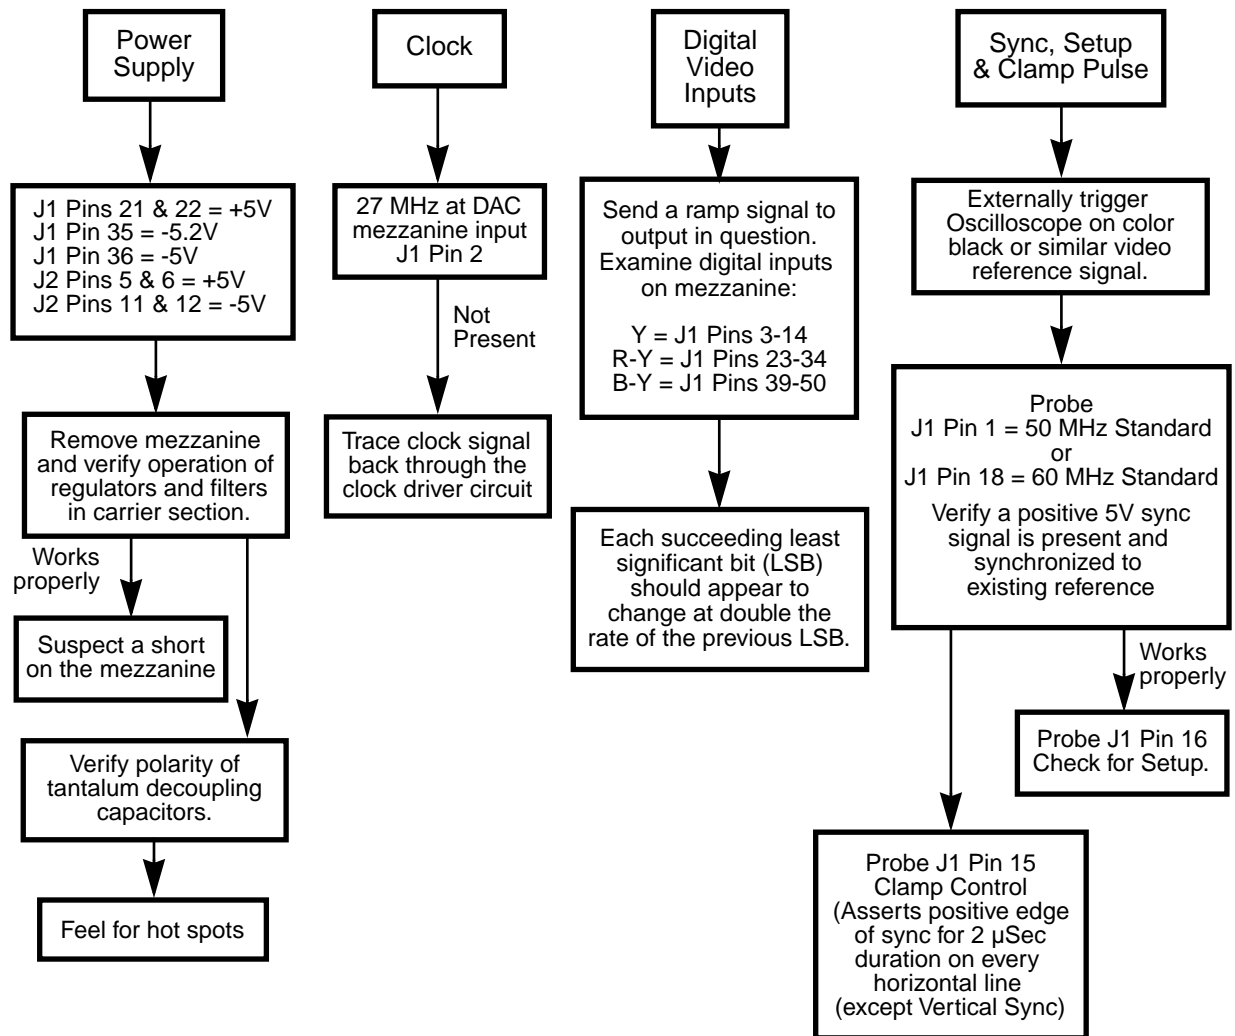 Power
Supply
J1 Pins 21 & 22 = +5V
J1 Pin 35 = -5.2V
J1 Pin 36 = -5V
J2 Pins 5 & 6 = +5V
J2 Pins 11 & 12 = -5V
Remove mezzanine
and verify operation of
regulators and filters
in carrier section.
Works
properly
Suspect a short
on the mezzanine
Verify polarity of
tantalum decoupling
capacitors.
Feel for hot spots
Clock
27 MHz at DAC
mezzanine input
J1 Pin 2
Not
Present
Trace clock signal
back through the
clock driver circuit
Digital
Video
Inputs
Send a ramp signal to
output in question.
Examine digital inputs
on mezzanine:
Y = J1 Pins 3-14
R-Y = J1 Pins 23-34
B-Y = J1 Pins 39-50
Each succeeding least
significant bit (LSB)
should appear to
change at double the
rate of the previous LSB.
Sync, Setup
& Clamp Pulse
Externally trigger
Oscilloscope on color
black or similar video
reference signal.
Probe
J1 Pin 1 = 50 MHz Standard
or
J1 Pin 18 = 60 MHz Standard
Verify a positive 5V sync
signal is present and
synchronized to
existing reference
Works
properly
Probe J1 Pin 16
Check for Setup.
Probe J1 Pin 15
Clamp Control
(Asserts positive edge
of sync for 2 µSec
duration on every
horizontal line
(except Vertical Sync)